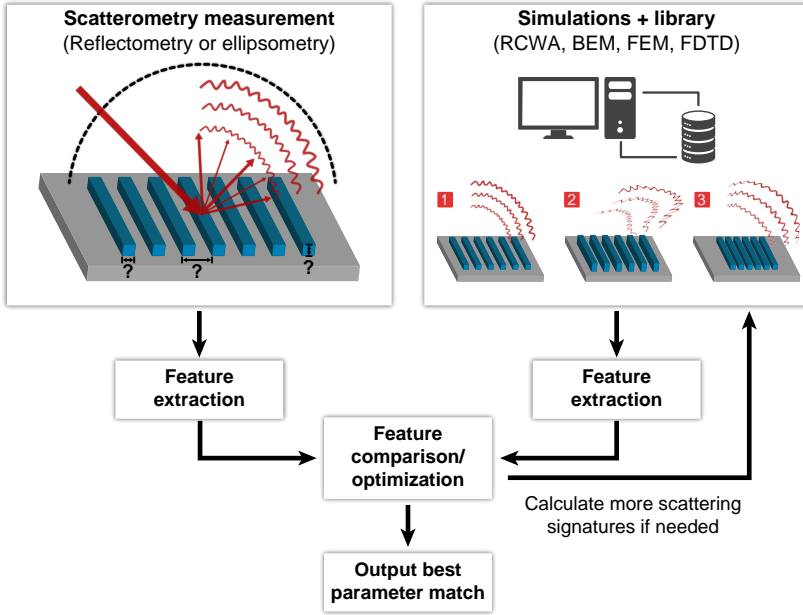 Scatterometry measurement
(Reflectometry or ellipsometry)
?
?
?
Simulations + library
(RCWA, BEM, FEM, FDTD)
1
2
3
Feature
extraction
Feature
extraction
Feature
comparison/
optimization
Calculate more scattering
signatures if needed
Output best
parameter match